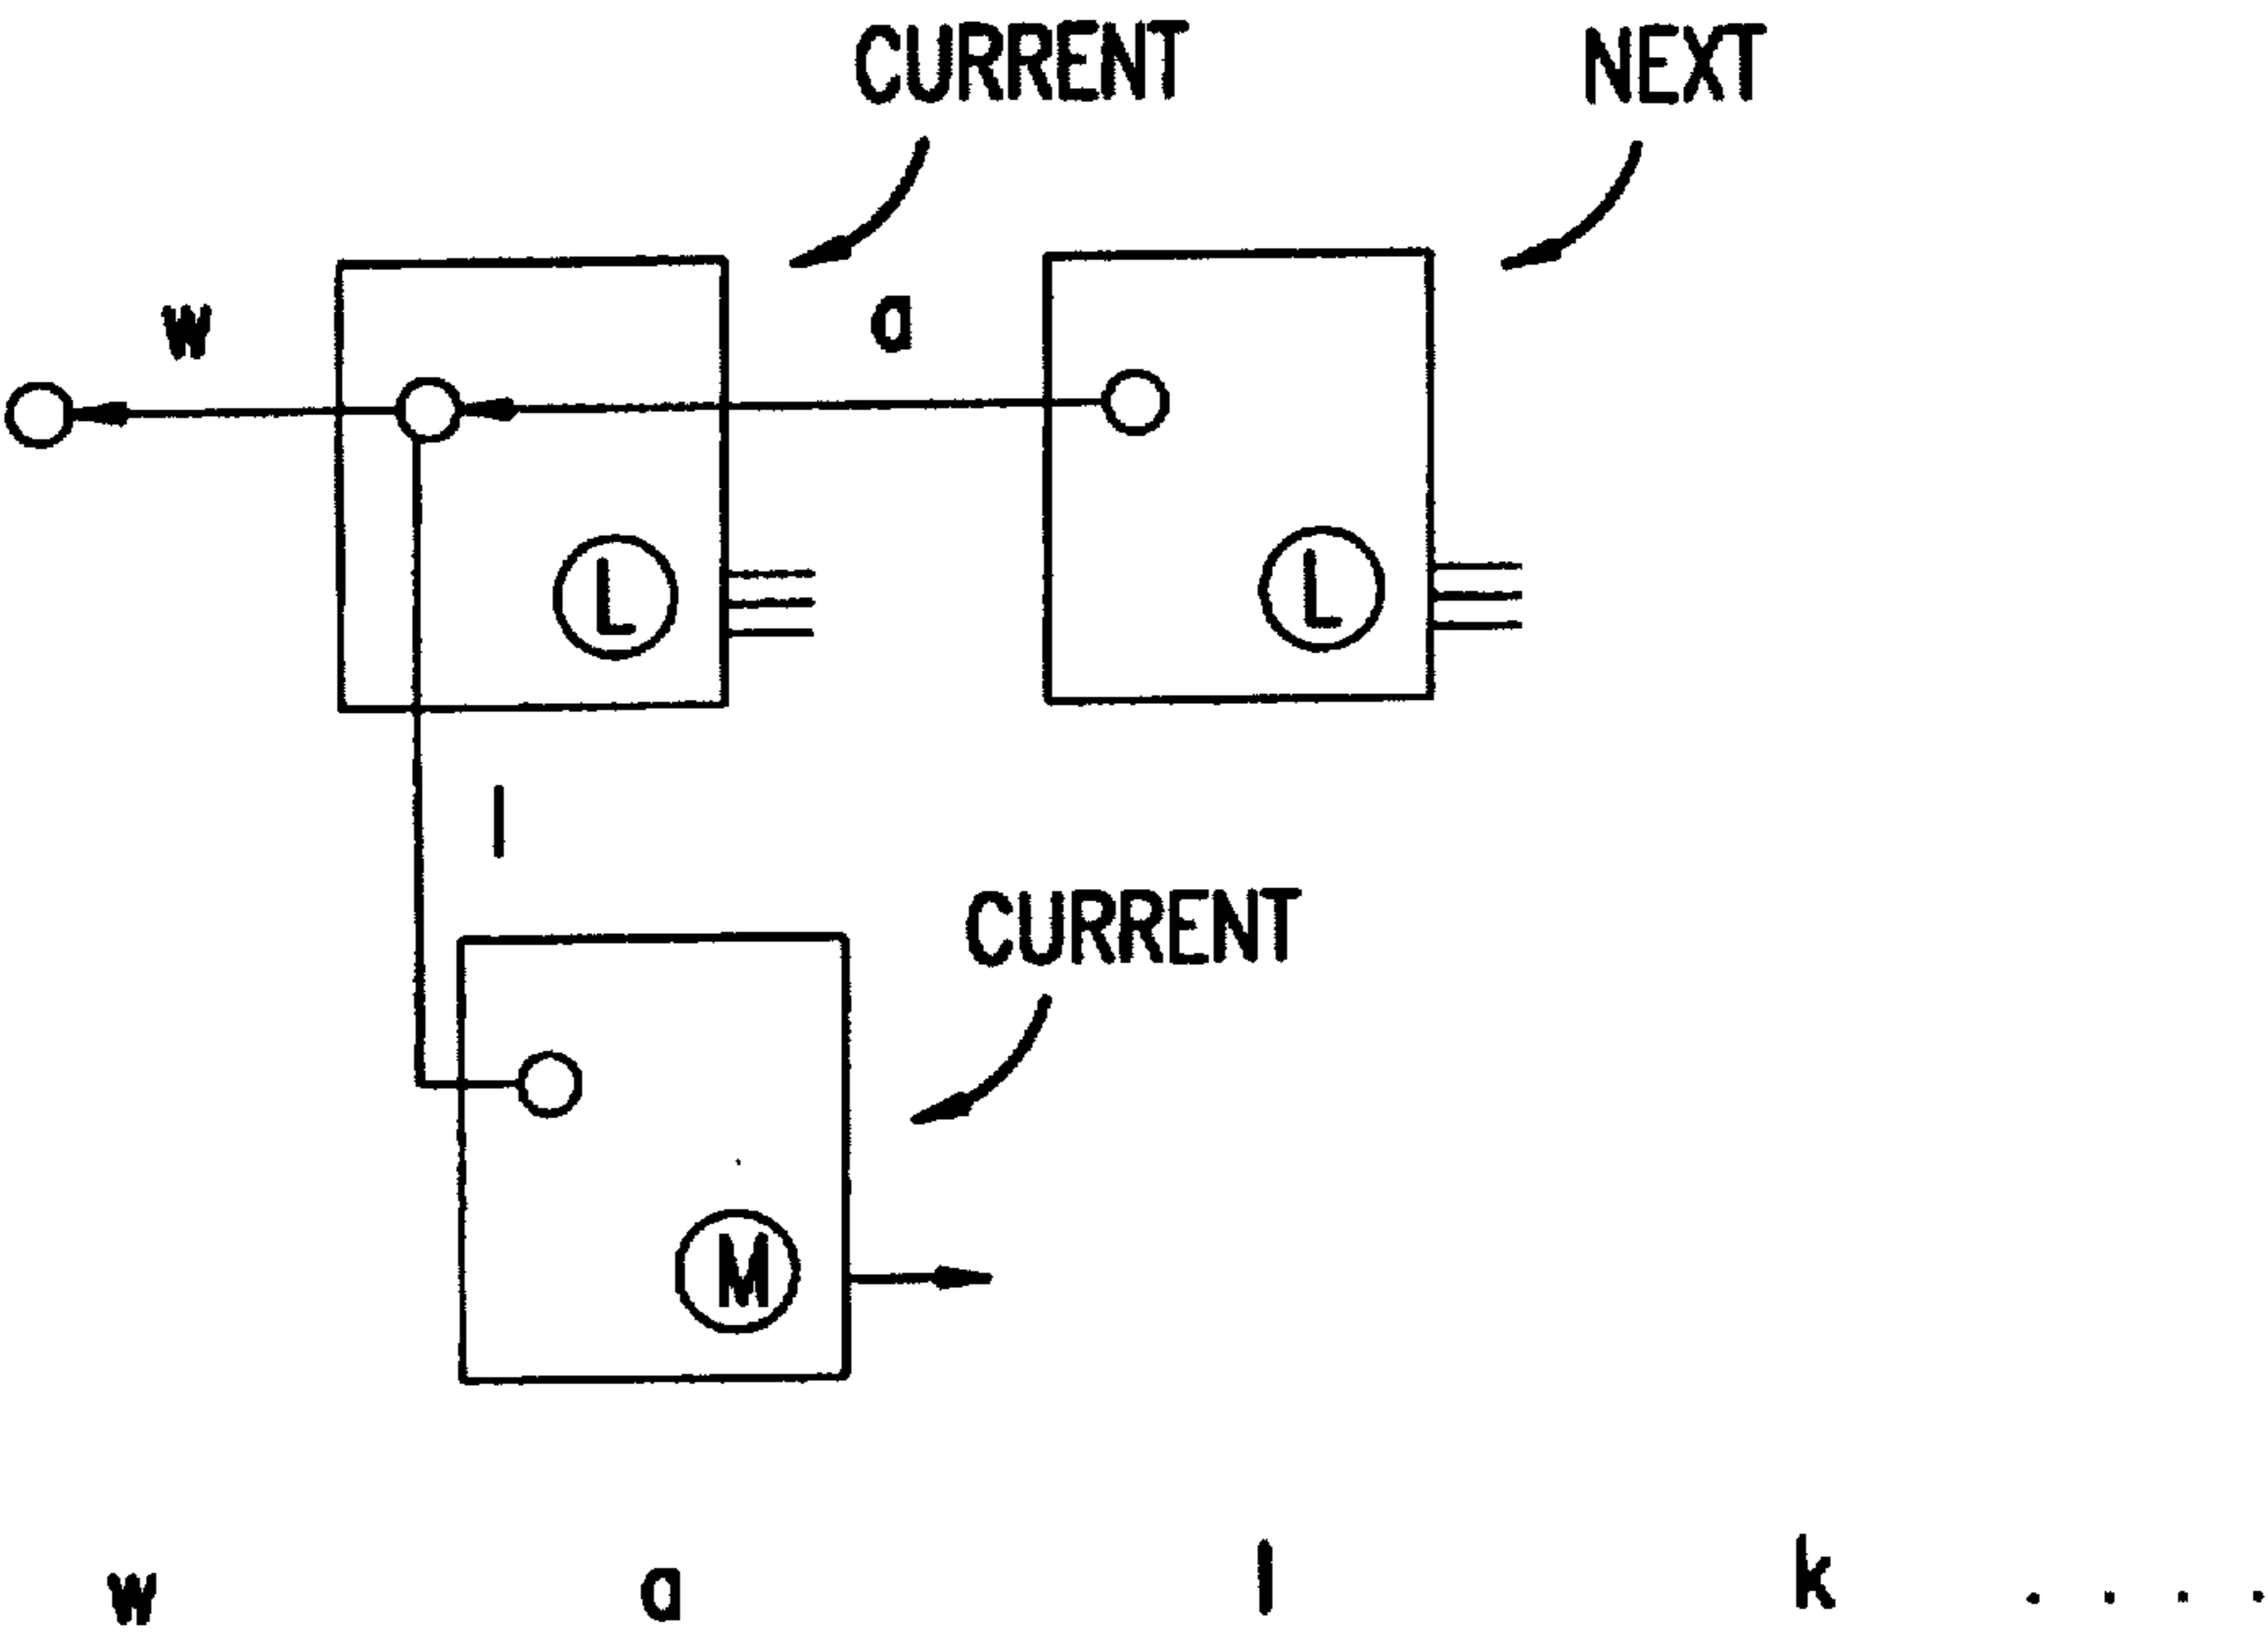 CURRENT NEXT
w a
L L
l
CURRENT
M
w a l k . . . .